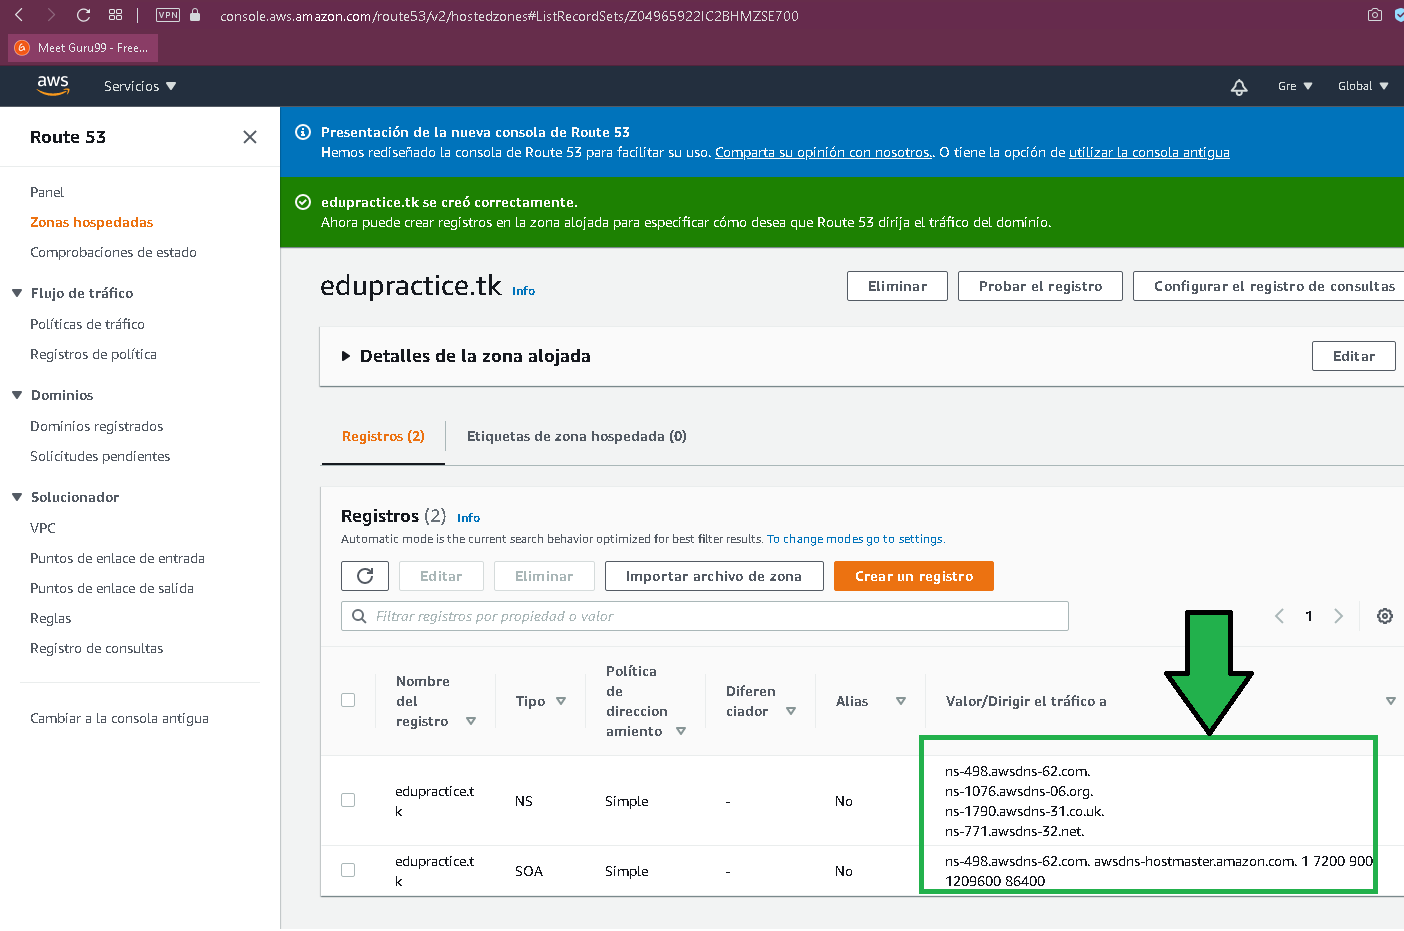 VPN
console.aws.amazon.com/route53/v2/hostedzones#ListRecordSets/Z04965922IC2BHMZSE700
Meet Guru99 - Free...
aws
Servicios
Gre
Global
Route 53
Panel
Zonas hospedadas
Comprobaciones de estado
Flujo de tráfico
Políticas de tráfico
Registros de política
Dominios
Dominios registrados
Solicitudes pendientes
Solucionador
VPC
Puntos de enlace de entrada
Puntos de enlace de salida
Reglas
Registro de consultas
Cambiar a la consola antigua
Presentación de la nueva consola de Route 53
Hemos rediseñado la consola de Route 53 para facilitar su uso. Comparta su opinión con nosotros.. O tiene la opción de utilizar la consola antigua
edupractice.tk se creó correctamente.
Ahora puede crear registros en la zona alojada para especificar cómo desea que Route 53 dirija el tráfico del dominio.
edupractice.tk Info
Eliminar
Probar el registro
Configurar el registro de consultas
Detalles de la zona alojada
Editar
Registros (2)
Etiquetas de zona hospedada (0)
Registros (2) Info
Automatic mode is the current search behavior optimized for best filter results. To change modes go to settings.
Editar
Eliminar
Importar archivo de zona
Crear un registro
Filtrar registros por propiedad o valor
1
Nombre
del
registro
Tipo
Política
de
direccion
amiento
Diferen
ciador
Alias
Valor/Dirigir el tráfico a
edupractice.t
k
NS
Simple
-
No
ns-498.awsdns-62.com.
ns-1076.awsdns-06.org.
ns-1790.awsdns-31.co.uk.
ns-771.awsdns-32.net.
edupractice.t
k
SOA
Simple
-
No
ns-498.awsdns-62.com. awsdns-hostmaster.amazon.com. 1 7200 900
1209600 86400